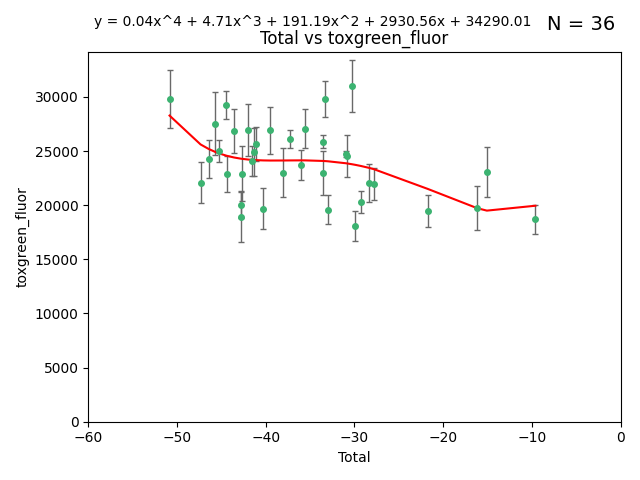 y = 0.04x^4 + 4.71x^3 + 191.19x^2 + 2930.56x + 34290.01
N = 36
Total vs toxgreen_fluor
toxgreen_fluor
30000
25000
20000
15000
10000
5000
0
−60
−50
−40
−30
−20
−10
0
Total